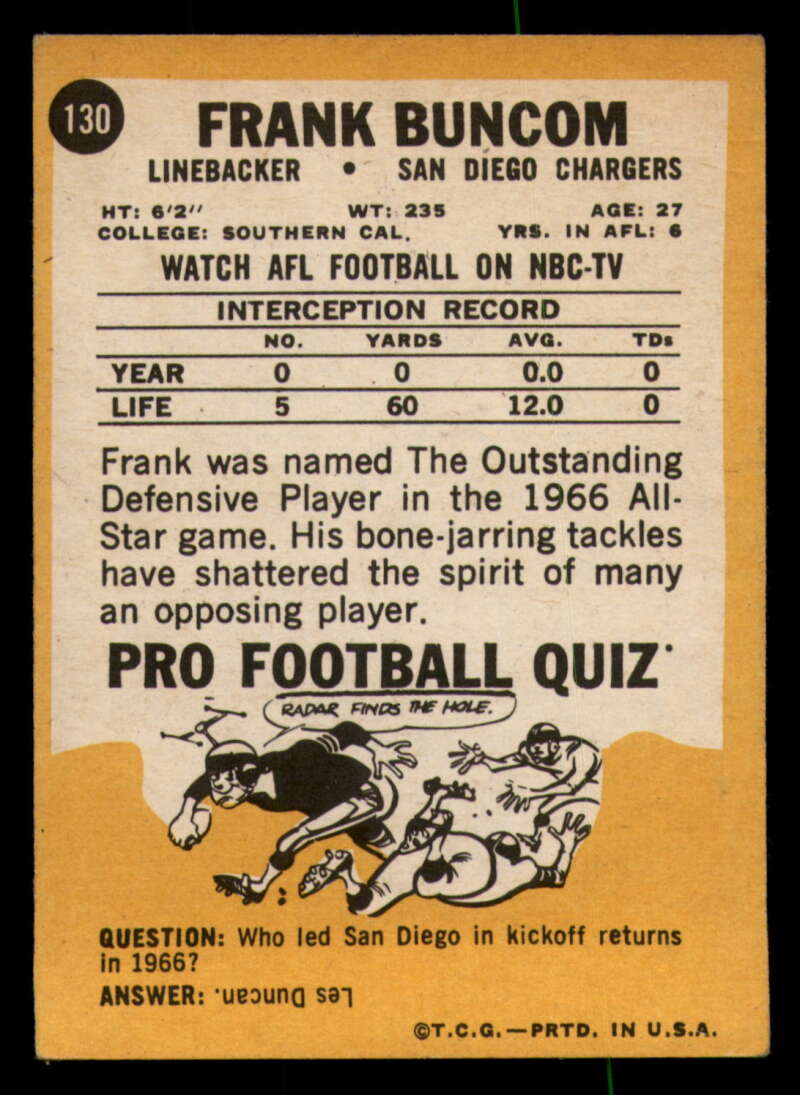 130
FRANK BUNCOM
LINEBACKER • SAN DIEGO CHARGERS
HT: 6'2" WT: 235 AGE: 27
COLLEGE: SOUTHERN CAL. YRS. IN AFL: 6
WATCH AFL FOOTBALL ON NBC-TV
INTERCEPTION RECORD
NO. YARDS AVG. TDs
YEAR 0 0 0.0 0
LIFE 5 60 12.0 0
Frank was named The Outstanding
Defensive Player in the 1966 All-
Star game. His bone-jarring tackles
have shattered the spirit of many
an opposing player.
PRO FOOTBALL QUIZ
RADAR FINDS THE HOLE.
QUESTION: Who led San Diego in kickoff returns
in 1966?
ANSWER: Les Duncan.
©T.C.G.—PRTD. IN U.S.A.